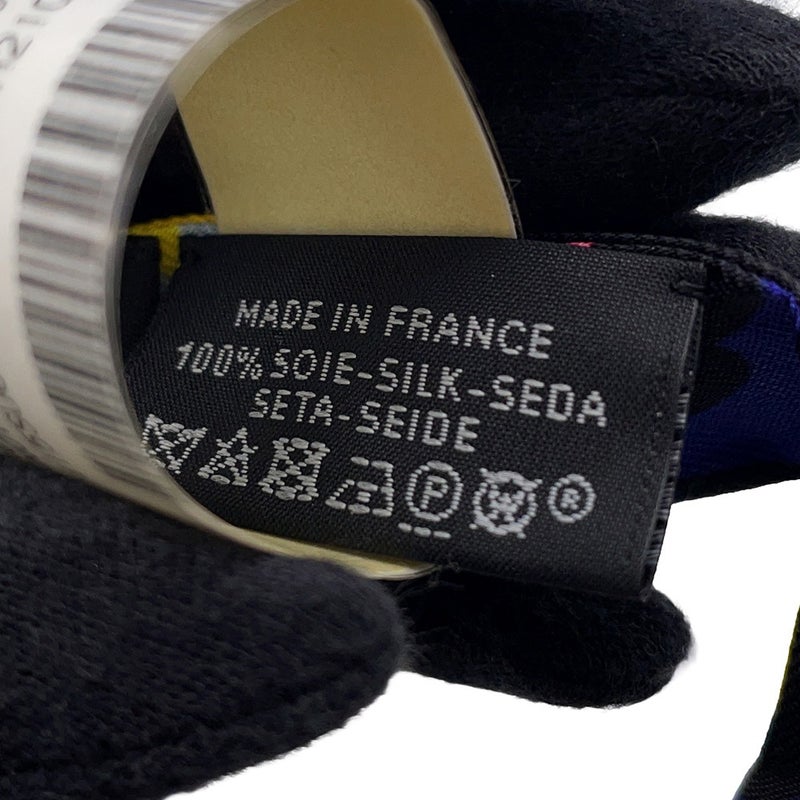 MADE IN FRANCE
100% SOIE-SILK-SEDA
SETA-SEIDE
P W ®